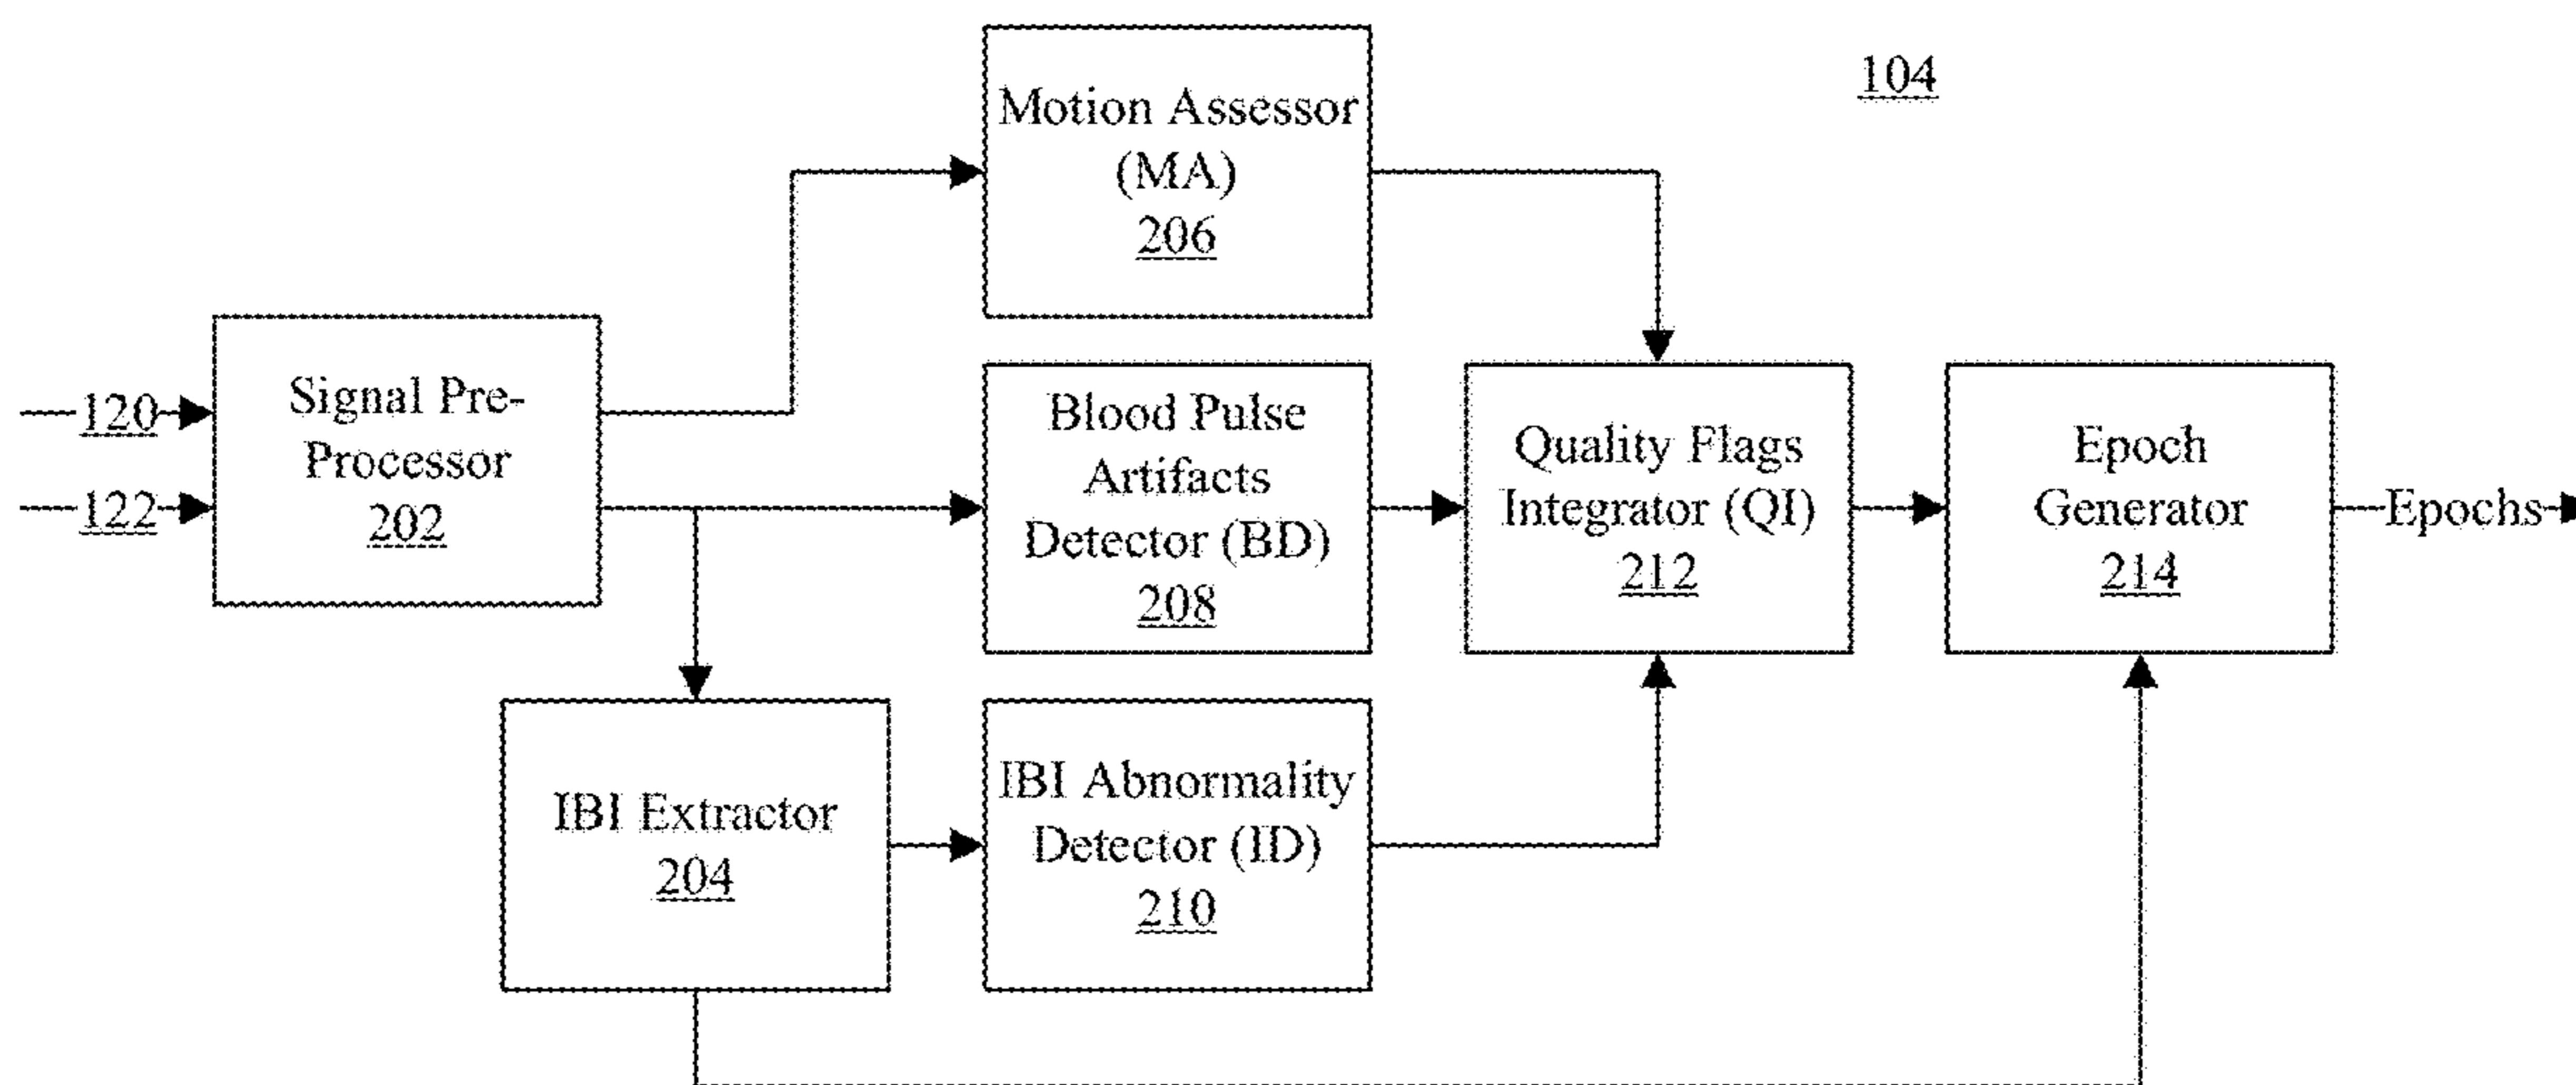 104
Motion Assessor
(MA)
206
120
122
Signal Pre-
Processor
202
Blood Pulse
Artifacts
Detector (BD)
208
Quality Flags
Integrator (QI)
212
Epoch
Generator
214
Epochs
IBI Extractor
204
IBI Abnormality
Detector (ID)
210